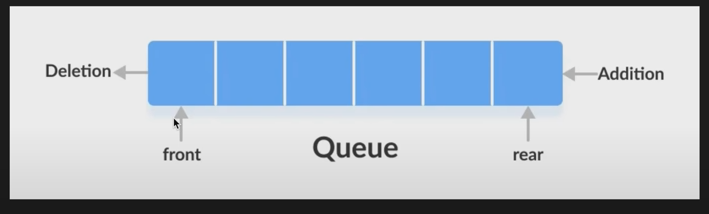 Deletion
Addition
front
Queue
rear